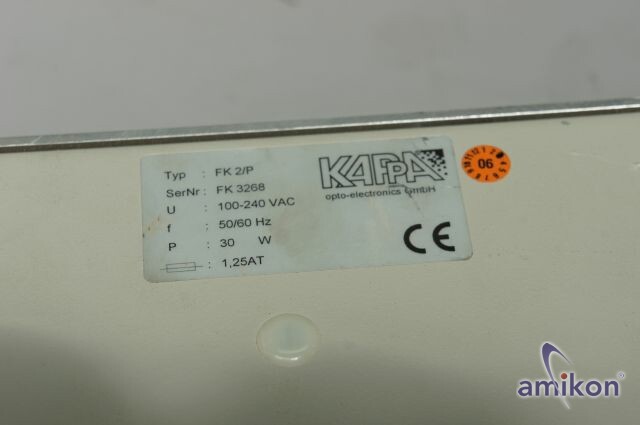 Typ : FK 2/P
SerNr : FK 3268
U : 100-240 VAC
f : 50/60 Hz
P : 30 W
: 1,25AT
KAPPA
opto-electronics GmbH
CE
06
amikon